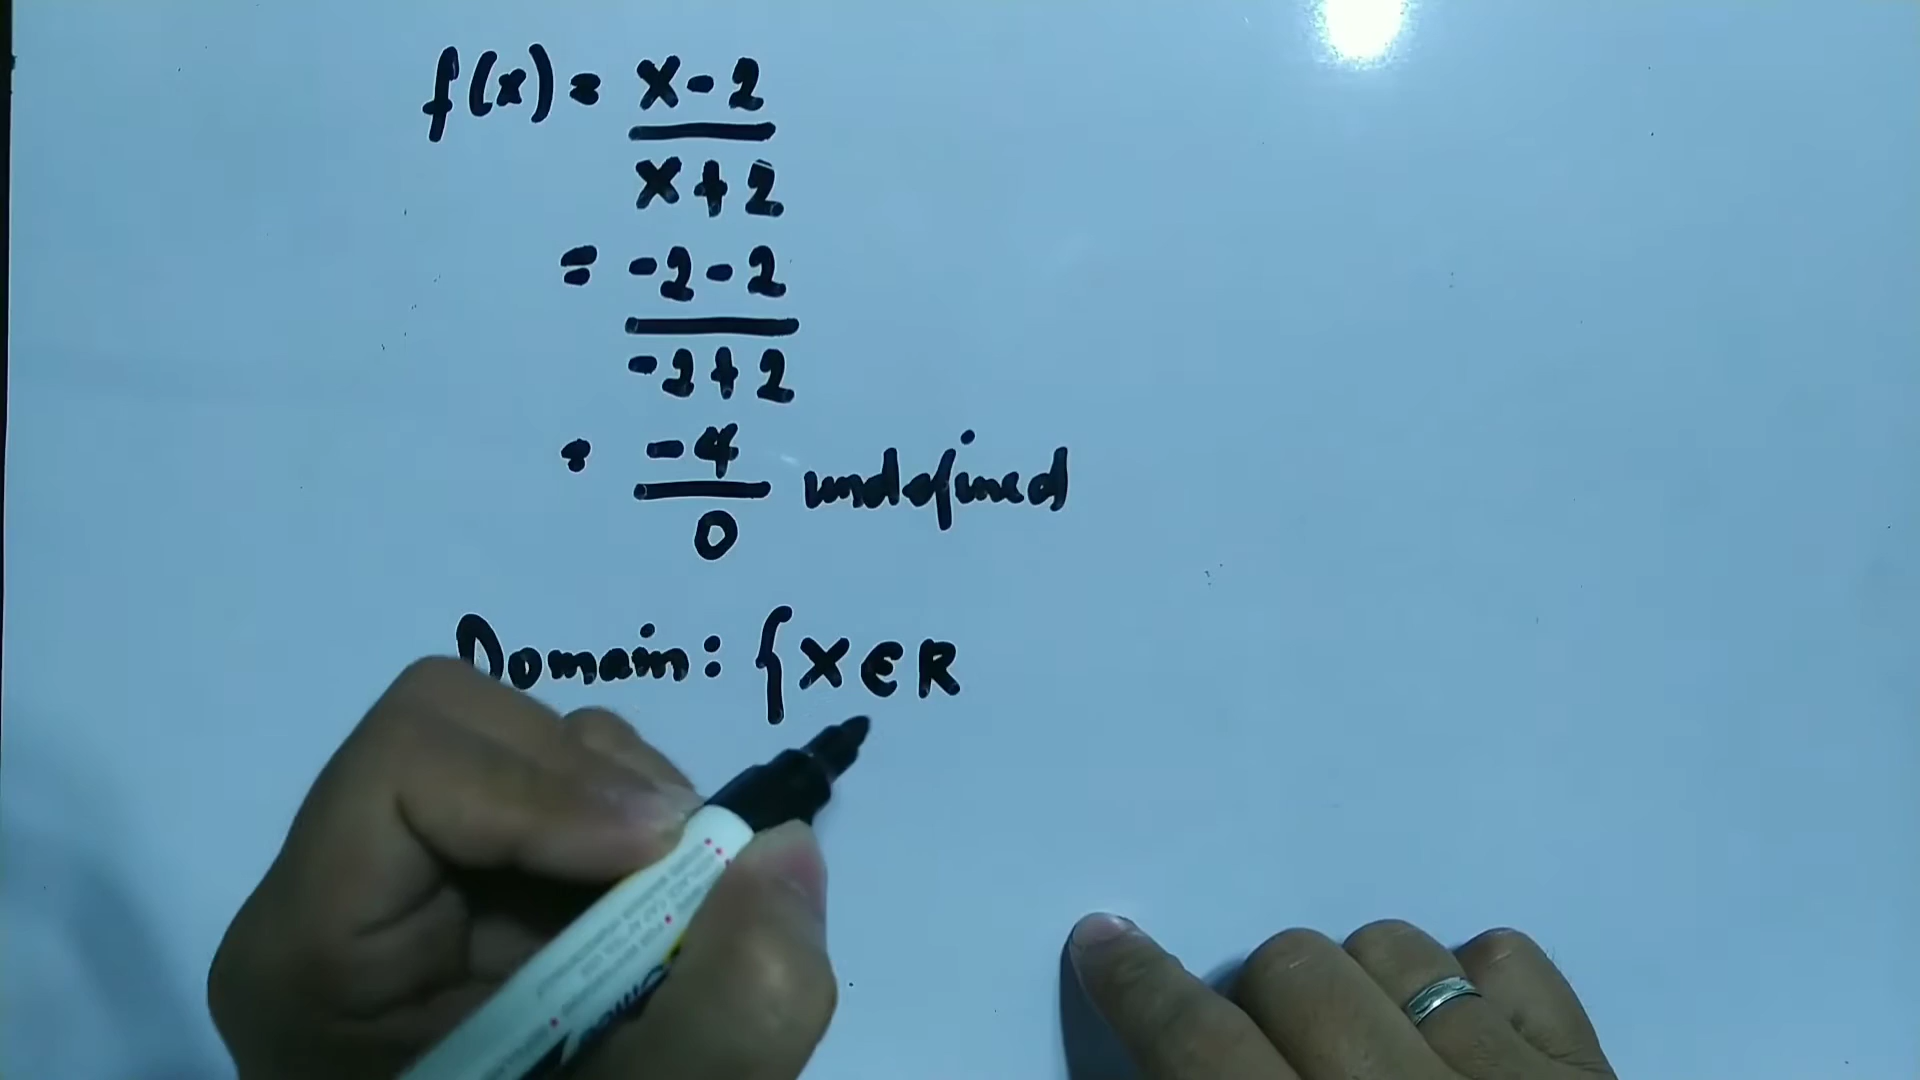 f(x) = x - 2
x + 2
= -2 - 2
-2 + 2
= -4
0 undefined
Domain: {x ∈ R